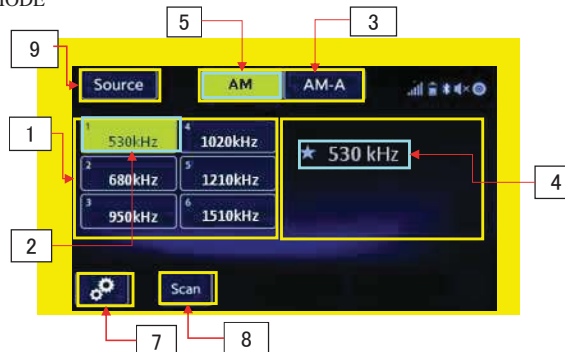 MODE
5
3
9
Source
AM
AM-A
1
1 530kHz
4 1020kHz
★ 530 kHz
2 680kHz
5 1210kHz
4
3 950kHz
6 1510kHz
2
Scan
7
8